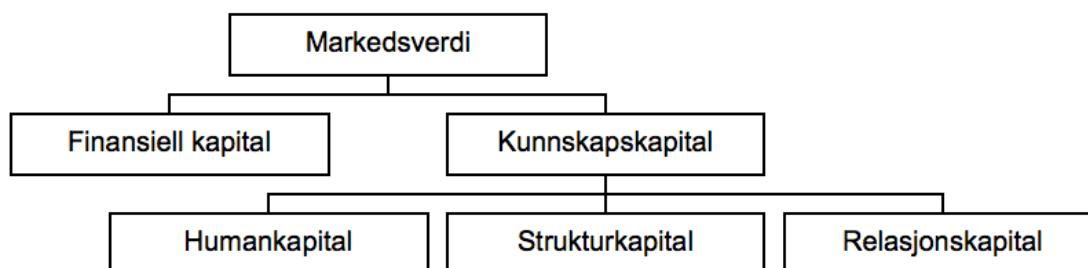 Markedsverdi
Finansiell kapital
Kunnskapskapital
Humankapital
Strukturkapital
Relasjonskapital